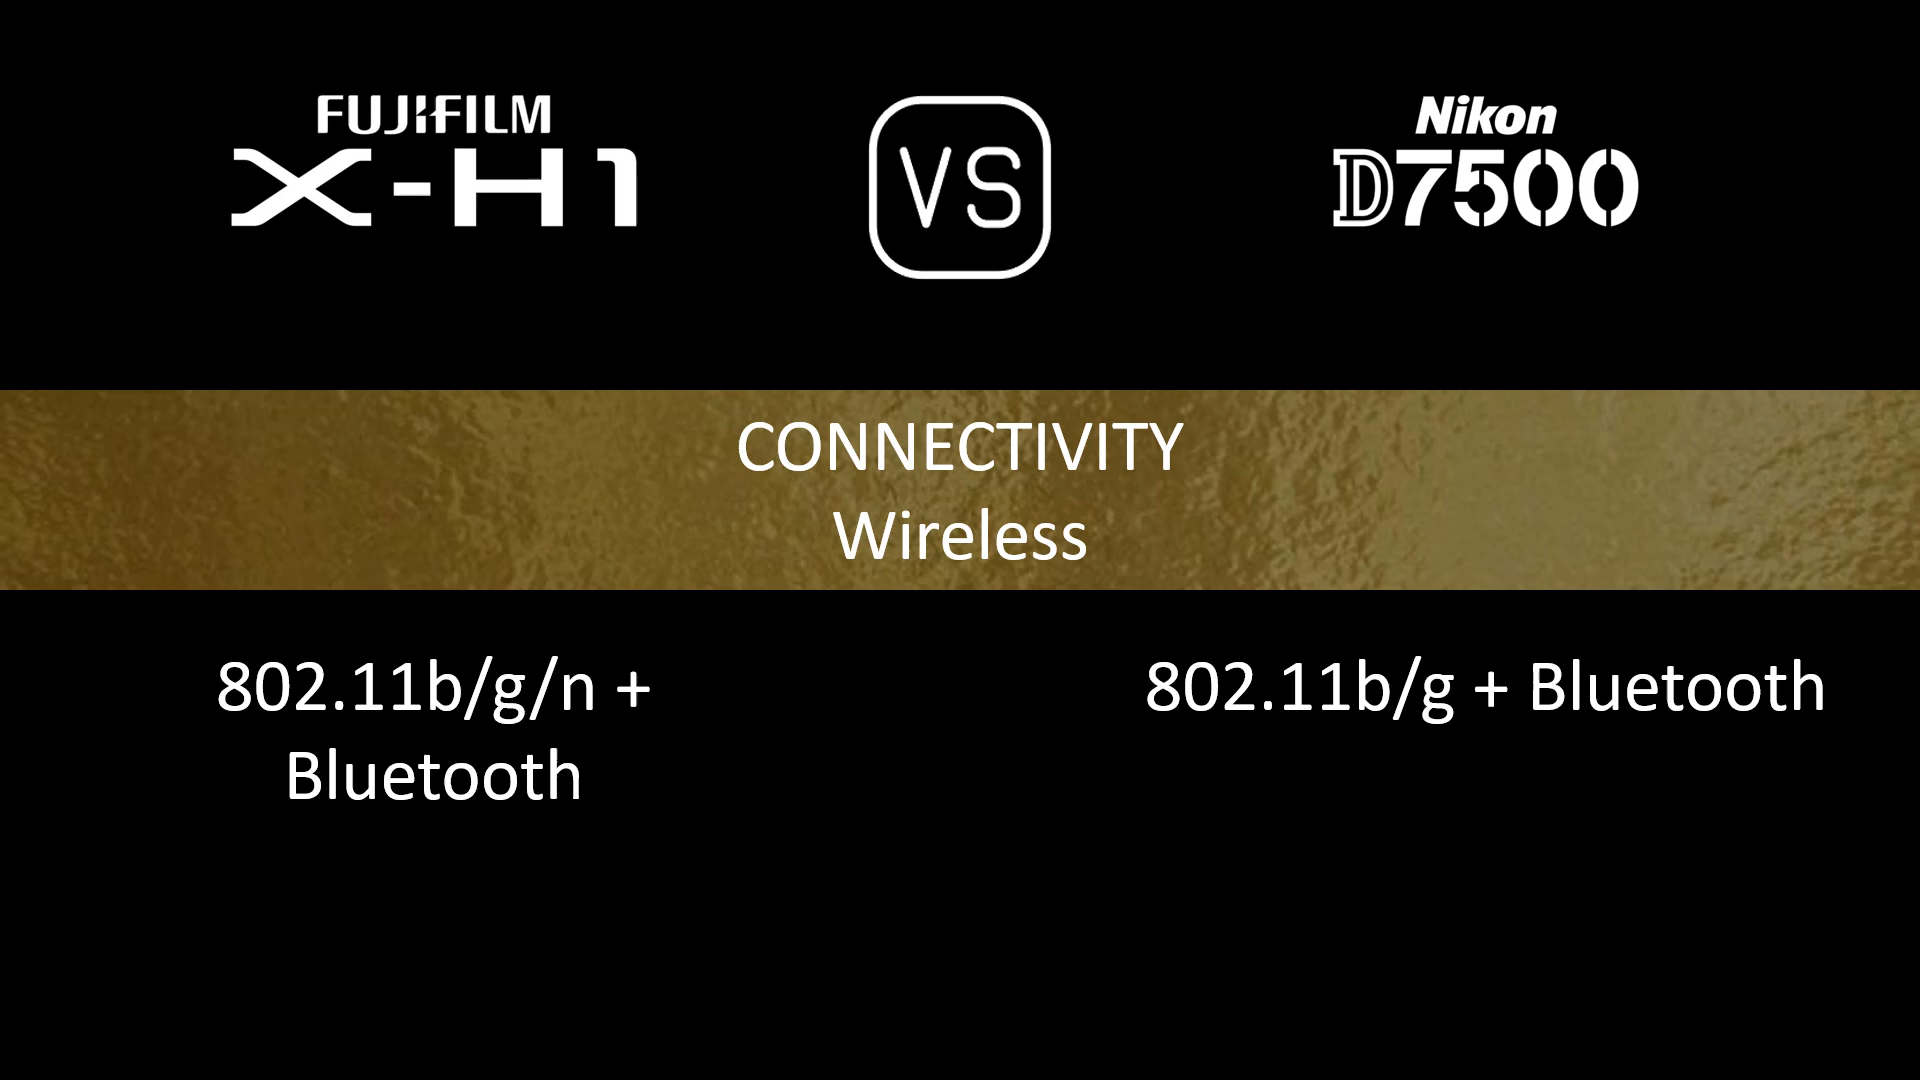 FUJIFILM
X-H1
VS
Nikon
D7500
CONNECTIVITY
Wireless
802.11b/g/n +
Bluetooth
802.11b/g + Bluetooth